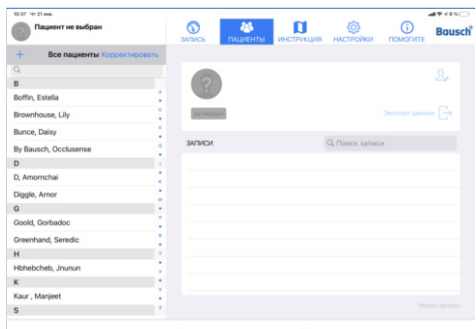 10:37 Чт 21 янв.
Пациент не выбран
ЗАПИСЬ
ПАЦИЕНТЫ
ИНСТРУКЦИЯ
НАСТРОЙКИ
ПОМОГИТЕ
Bausch
+ Все пациенты Корректировать
B
Boffin, Estella
Brownhouse, Lily
Bunce, Daisy
By Bausch, Occlusense
D
D, Amornchai
Diggle, Amor
G
Goold, Gorbadoc
Greenhand, Seredic
H
Hbhebcheb, Jnunun
K
Kaur , Manjeet
S
Экспорт данных
ЗАПИСИ
Поиск записи
Новая запись